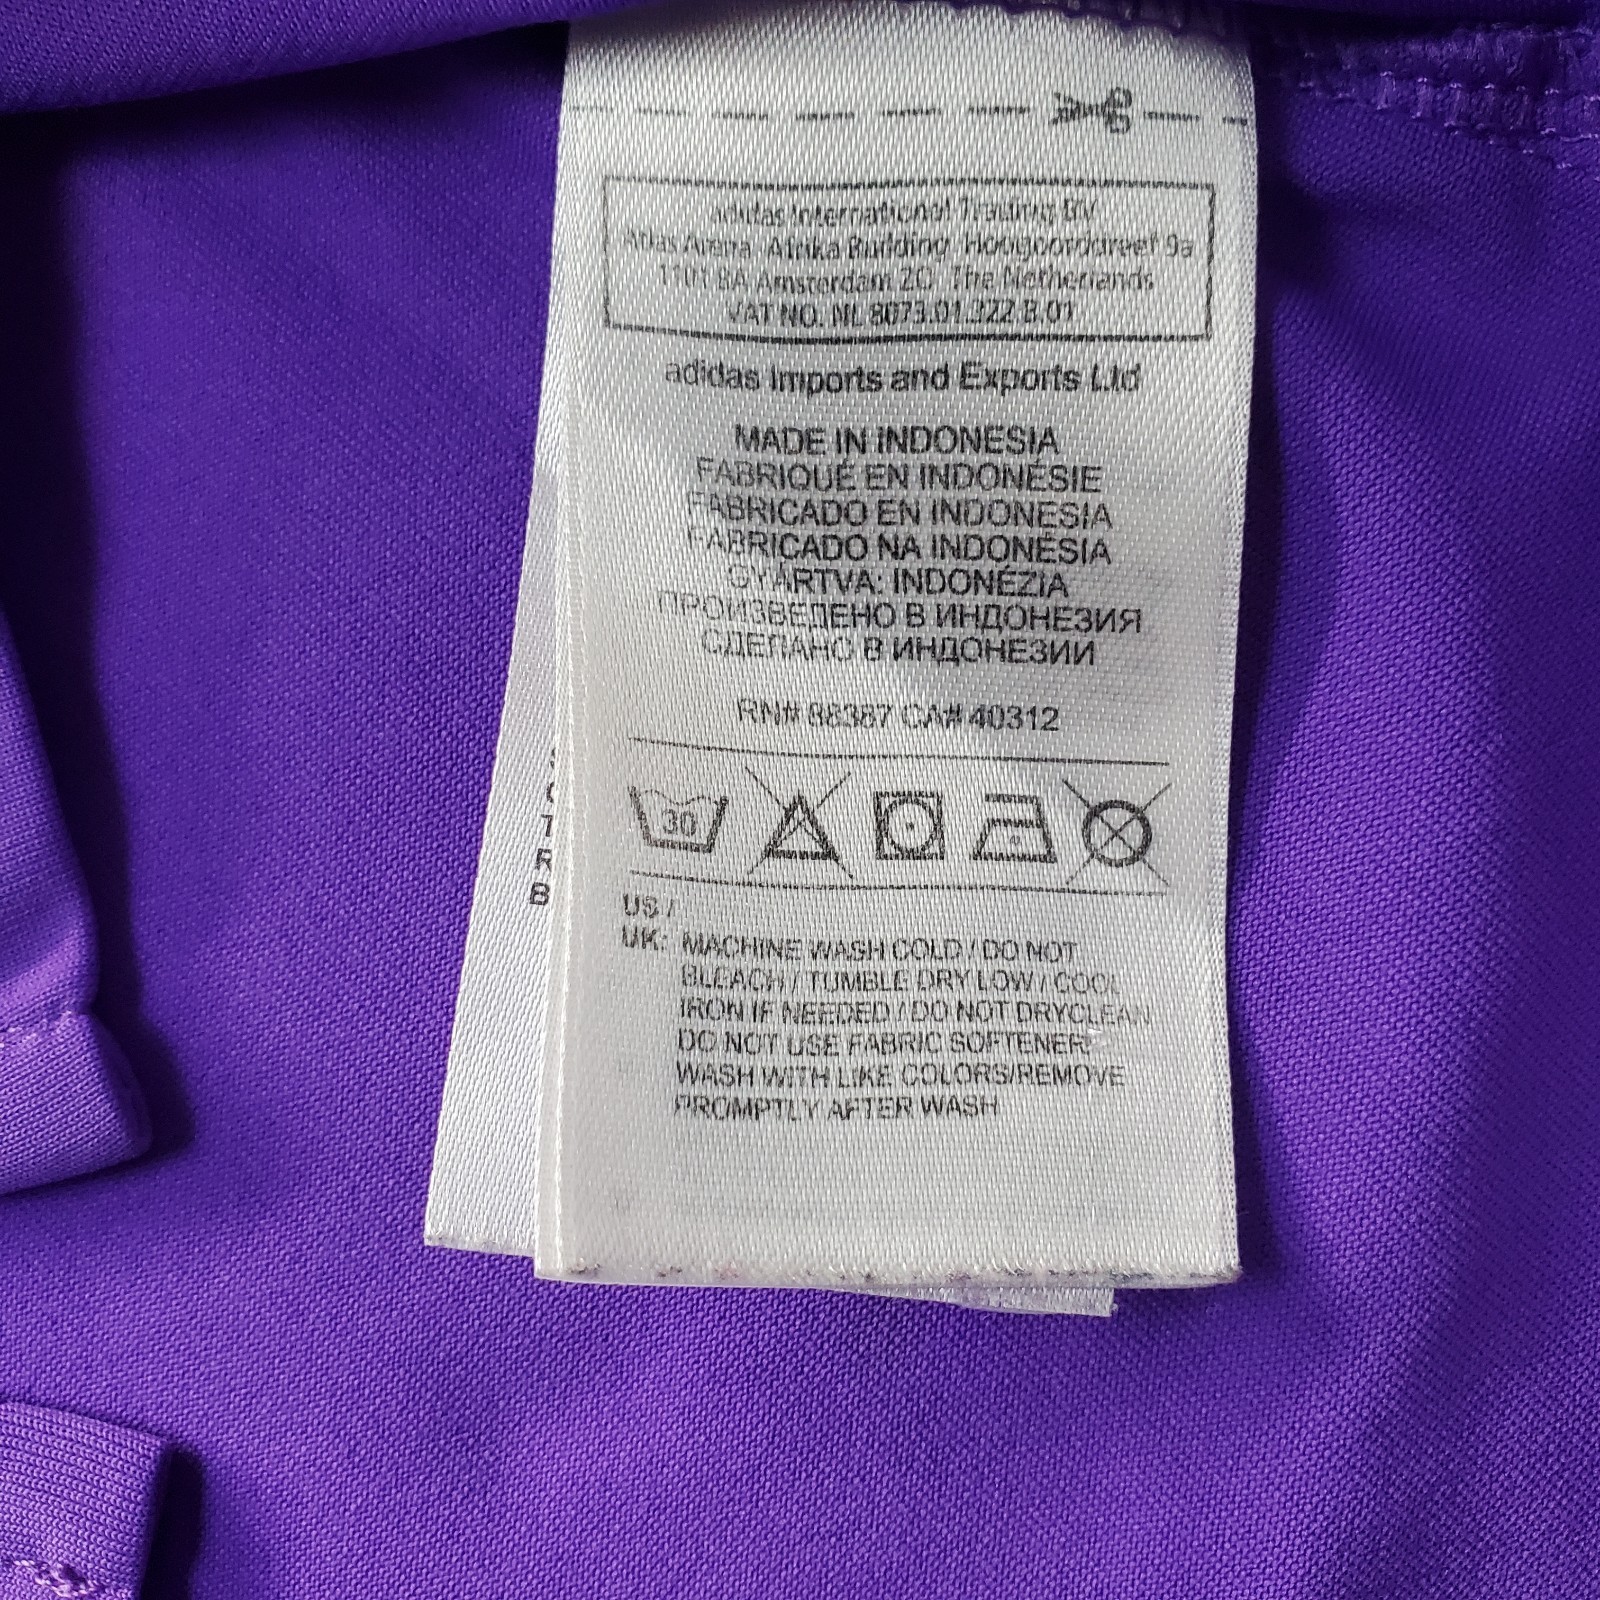 adidas International Trading BV
Atlas Arena Afrika Building Hoogoorddreef 9a
1101 BA Amsterdam ZO The Netherlands
VAT NO. NL 8073.01.322 B.01
adidas Imports and Exports Ltd
MADE IN INDONESIA
FABRIQUÉ EN INDONÉSIE
FABRICADO EN INDONESIA
FABRICADO NA INDONÉSIA
GYÁRTVA: INDONÉZIA
ПРОИЗВЕДЕНО В ИНДОНЕЗИЯ
СДЕЛАНО В ИНДОНЕЗИИ
RN# 88387 CA# 40312
30
US /
UK: MACHINE WASH COLD / DO NOT
BLEACH / TUMBLE DRY LOW / COOL
IRON IF NEEDED / DO NOT DRYCLEAN
DO NOT USE FABRIC SOFTENER
WASH WITH LIKE COLORS/REMOVE
PROMPTLY AFTER WASH
R
B